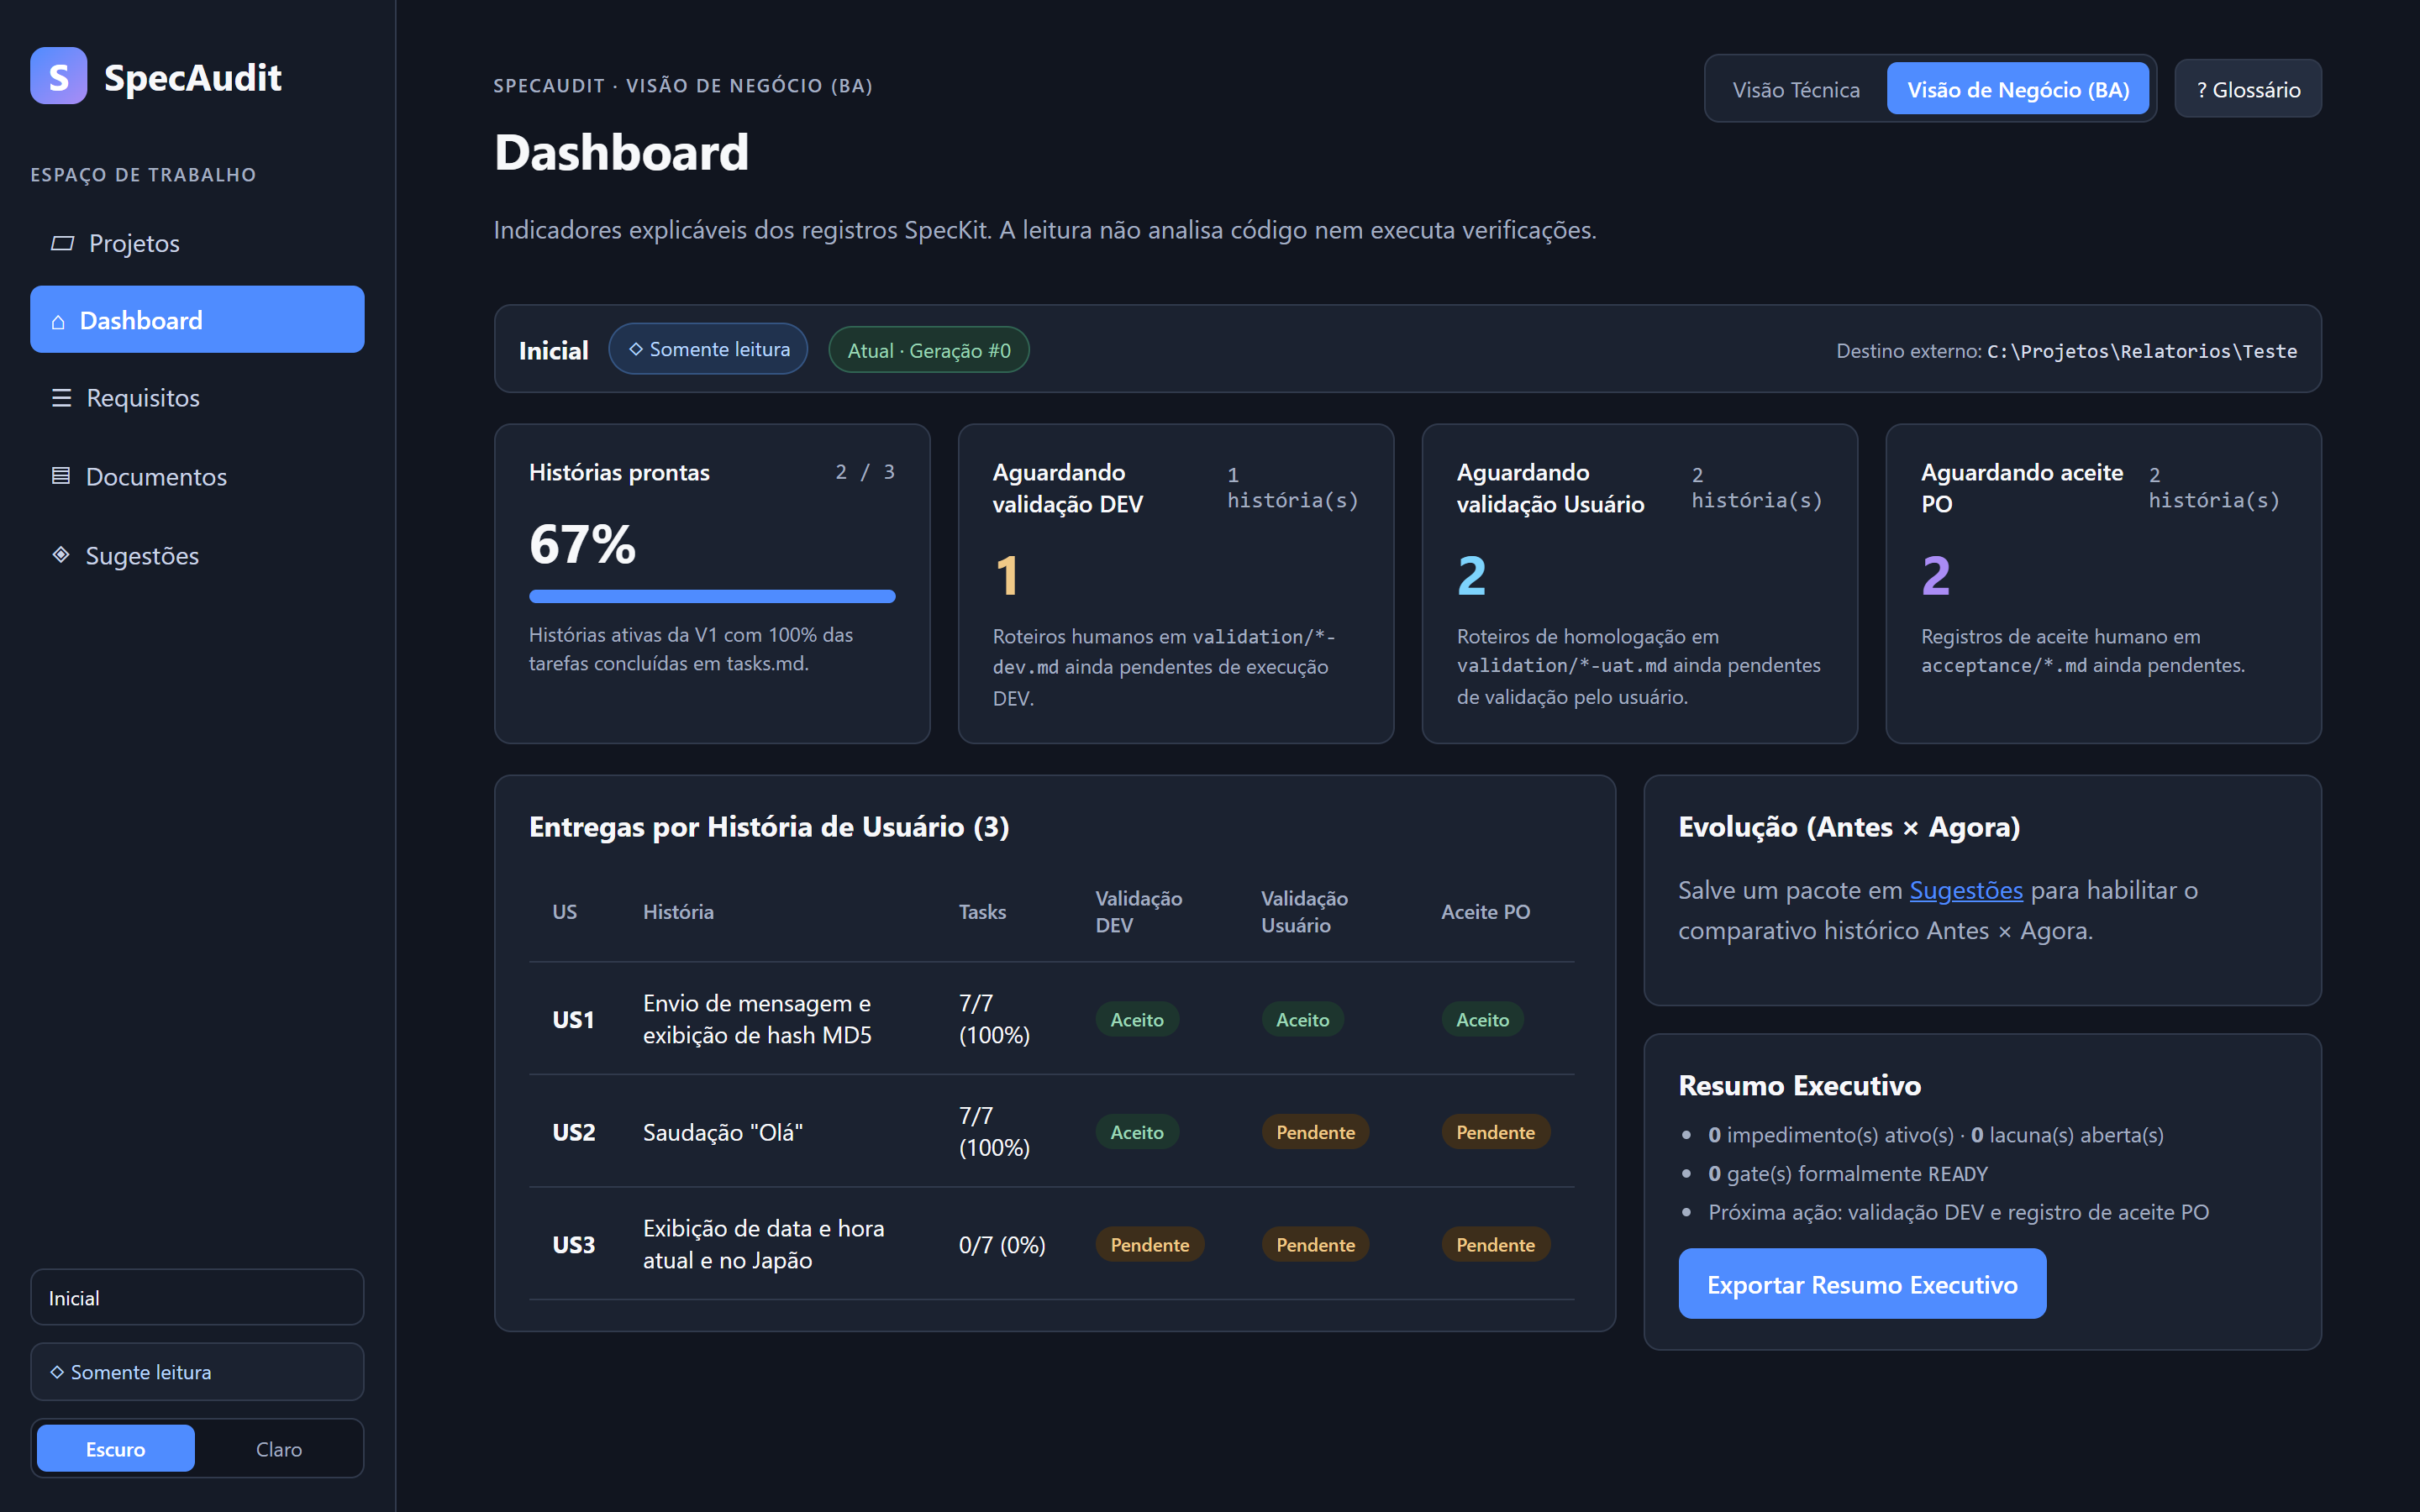 S SpecAudit
ESPAÇO DE TRABALHO
Projetos
Dashboard
Requisitos
Documentos
Sugestões
Inicial
Somente leitura
Escuro Claro
SPECAUDIT · VISÃO DE NEGÓCIO (BA)
Visão Técnica Visão de Negócio (BA) ? Glossário
Dashboard
Indicadores explicáveis dos registros SpecKit. A leitura não analisa código nem executa verificações.
Inicial Somente leitura Atual · Geração #0 Destino externo: C:\Projetos\Relatorios\Teste
Histórias prontas 2 / 3
67%
Histórias ativas da V1 com 100% das
tarefas concluídas em tasks.md.
Aguardando
validação DEV
1
história(s)
1
Roteiros humanos em validation/*-
dev.md ainda pendentes de execução
DEV.
Aguardando
validação Usuário
2
história(s)
2
Roteiros de homologação em
validation/*-uat.md ainda pendentes
de validação pelo usuário.
Aguardando aceite
PO
2
história(s)
2
Registros de aceite humano em
acceptance/*.md ainda pendentes.
Entregas por História de Usuário (3)
US História Tasks Validação DEV Validação Usuário Aceite PO
US1 Envio de mensagem e exibição de hash MD5 7/7 (100%) Aceito Aceito Aceito
US2 Saudação "Olá" 7/7 (100%) Aceito Pendente Pendente
US3 Exibição de data e hora atual e no Japão 0/7 (0%) Pendente Pendente Pendente
Evolução (Antes × Agora)
Salve um pacote em Sugestões para habilitar o
comparativo histórico Antes × Agora.
Resumo Executivo
0 impedimento(s) ativo(s) · 0 lacuna(s) aberta(s)
0 gate(s) formalmente READY
Próxima ação: validação DEV e registro de aceite PO
Exportar Resumo Executivo